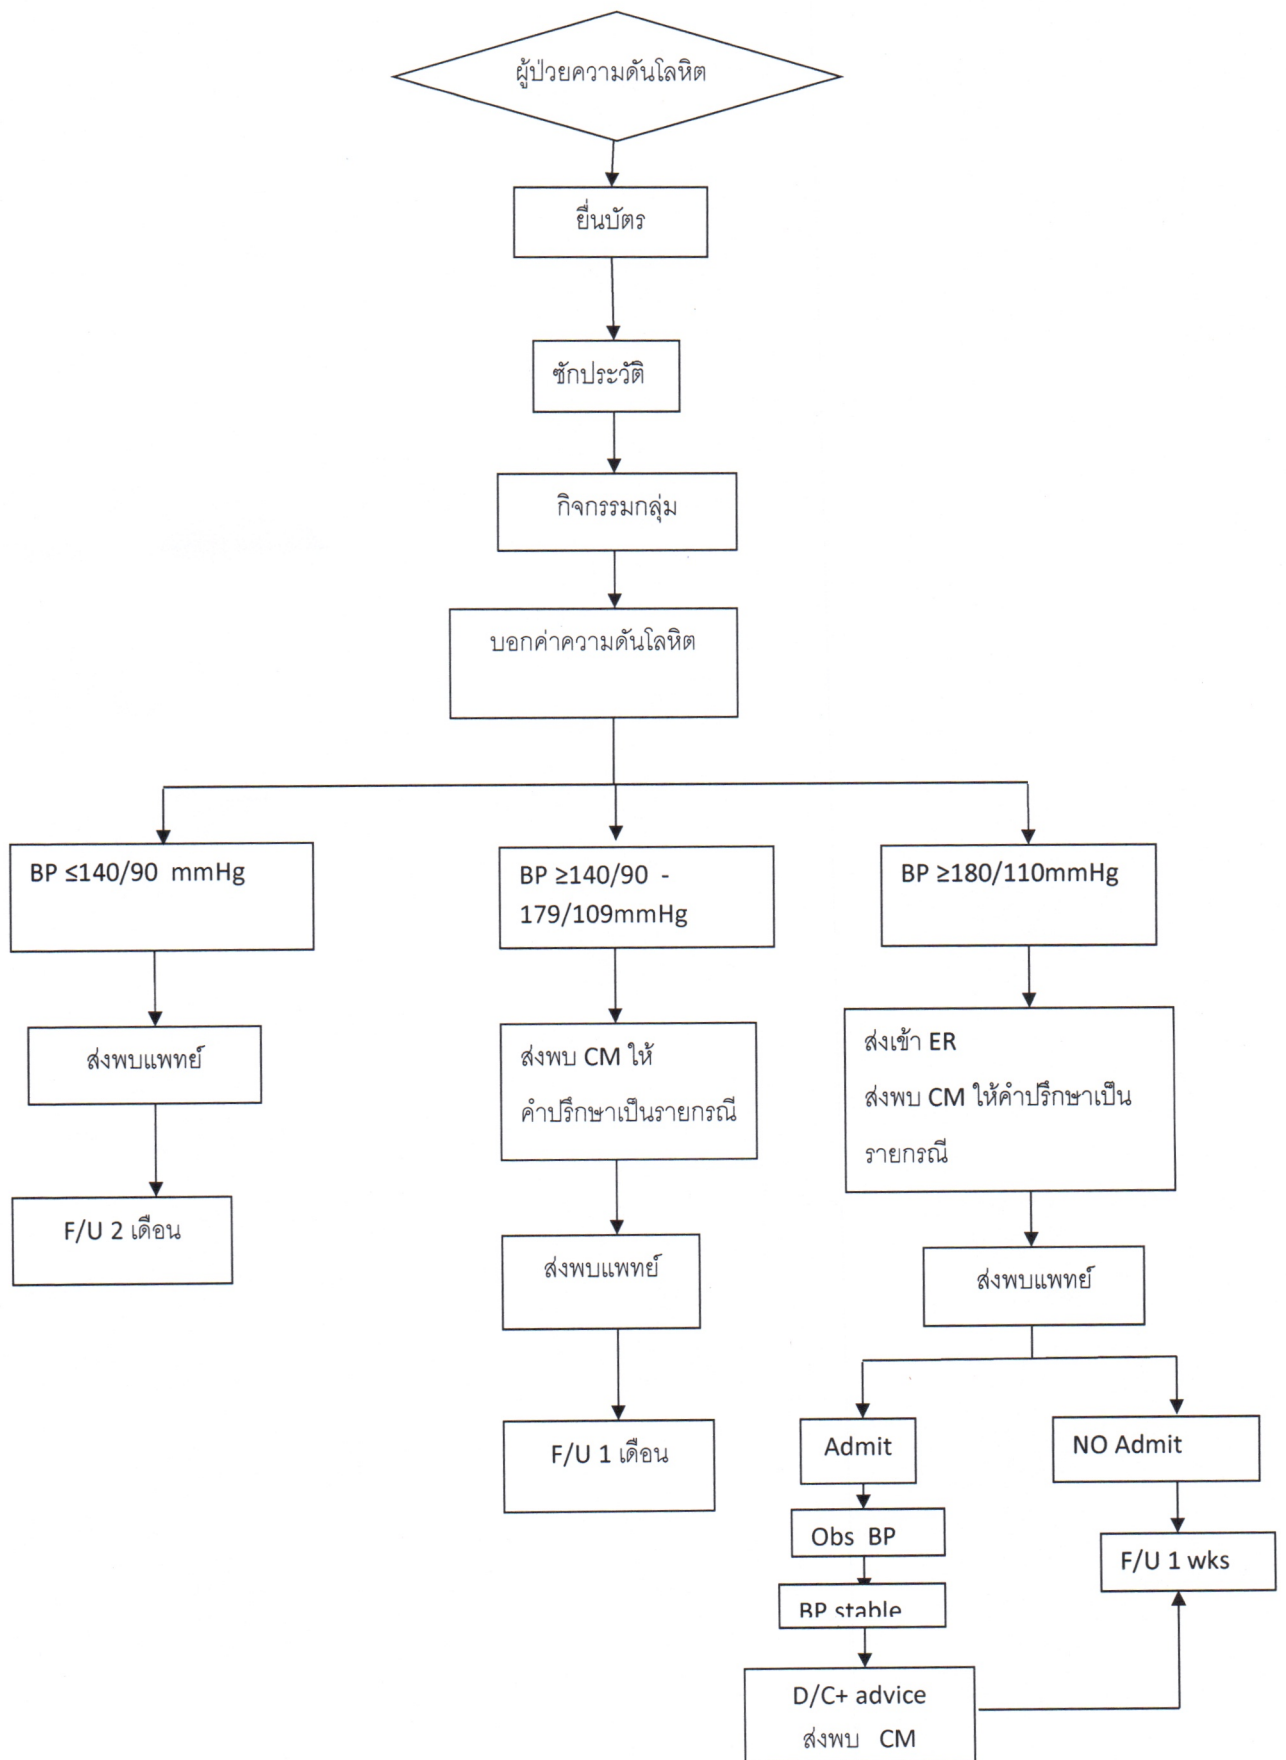 ผู้ป่วยความดันโลหิต
ยื่นบัตร
ซักประวัติ
กิจกรรมกลุ่ม
บอกค่าความดันโลหิต
BP ≤140/90 mmHg
BP ≥140/90 -
179/109mmHg
BP ≥180/110mmHg
ส่งพบแพทย์
F/U 2 เดือน
ส่งพบ CM ให้
คำปรึกษาเป็นรายกรณี
ส่งพบแพทย์
F/U 1 เดือน
ส่งเข้า ER
ส่งพบ CM ให้คำปรึกษาเป็น
รายกรณี
ส่งพบแพทย์
Admit
NO Admit
Obs BP
F/U 1 wks
BP stable
D/C+ advice
ส่งพบ CM